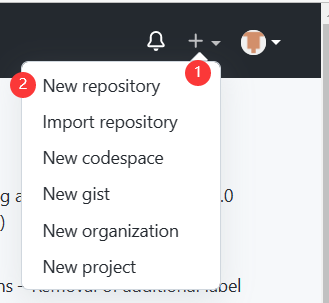 1
2 New repository
Import repository
New codespace
New gist
ng a .0
New organization
)
New project
ns - Removal of additional label